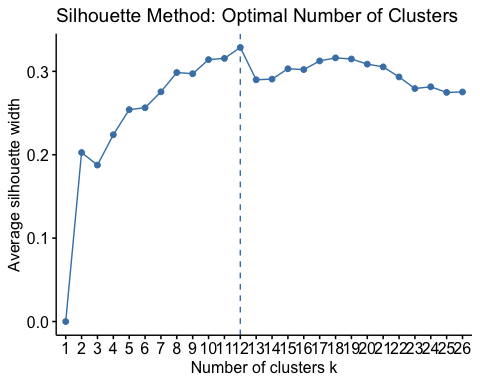 Silhouette Method: Optimal Number of Clusters
Average silhouette width
0.3
0.2
0.1
0.0
1 2 3 4 5 6 7 8 9 10 11 12 13 14 15 16 17 18 19 20 21 22 23 24 25 26
Number of clusters k